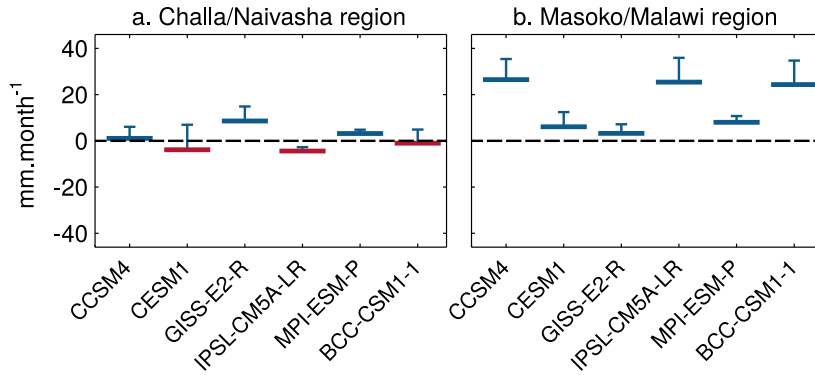 a. Challa/Naivasha region
b. Masoko/Malawi region
mm.month⁻¹
40
20
0
-20
-40
CCSM4
CESM1
GISS-E2-R
IPSL-CM5A-LR
MPI-ESM-P
BCC-CSM1-1
CCSM4
CESM1
GISS-E2-R
IPSL-CM5A-LR
MPI-ESM-P
BCC-CSM1-1